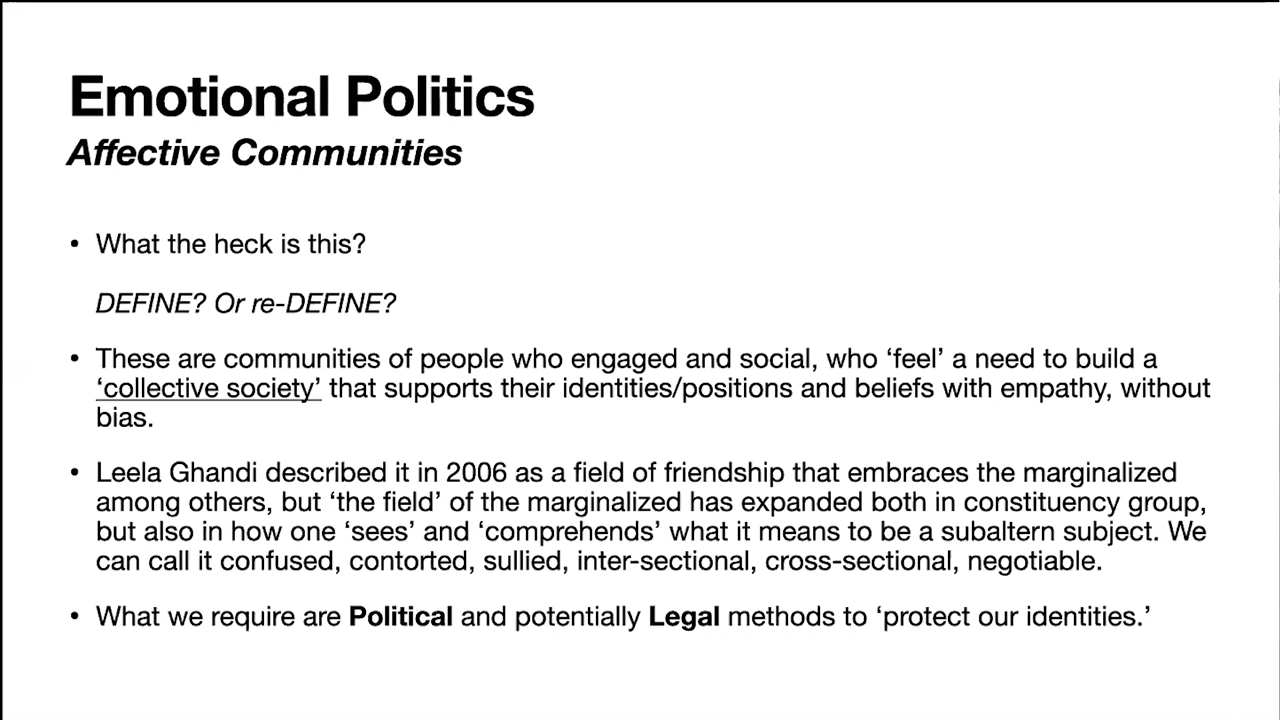 Emotional Politics
Affective Communities
• What the heck is this?
DEFINE? Or re-DEFINE?
• These are communities of people who engaged and social, who ‘feel’ a need to build a
‘collective society’ that supports their identities/positions and beliefs with empathy, without
bias.
• Leela Ghandi described it in 2006 as a field of friendship that embraces the marginalized
among others, but ‘the field’ of the marginalized has expanded both in constituency group,
but also in how one ‘sees’ and ‘comprehends’ what it means to be a subaltern subject. We
can call it confused, contorted, sullied, inter-sectional, cross-sectional, negotiable.
• What we require are Political and potentially Legal methods to ‘protect our identities.’